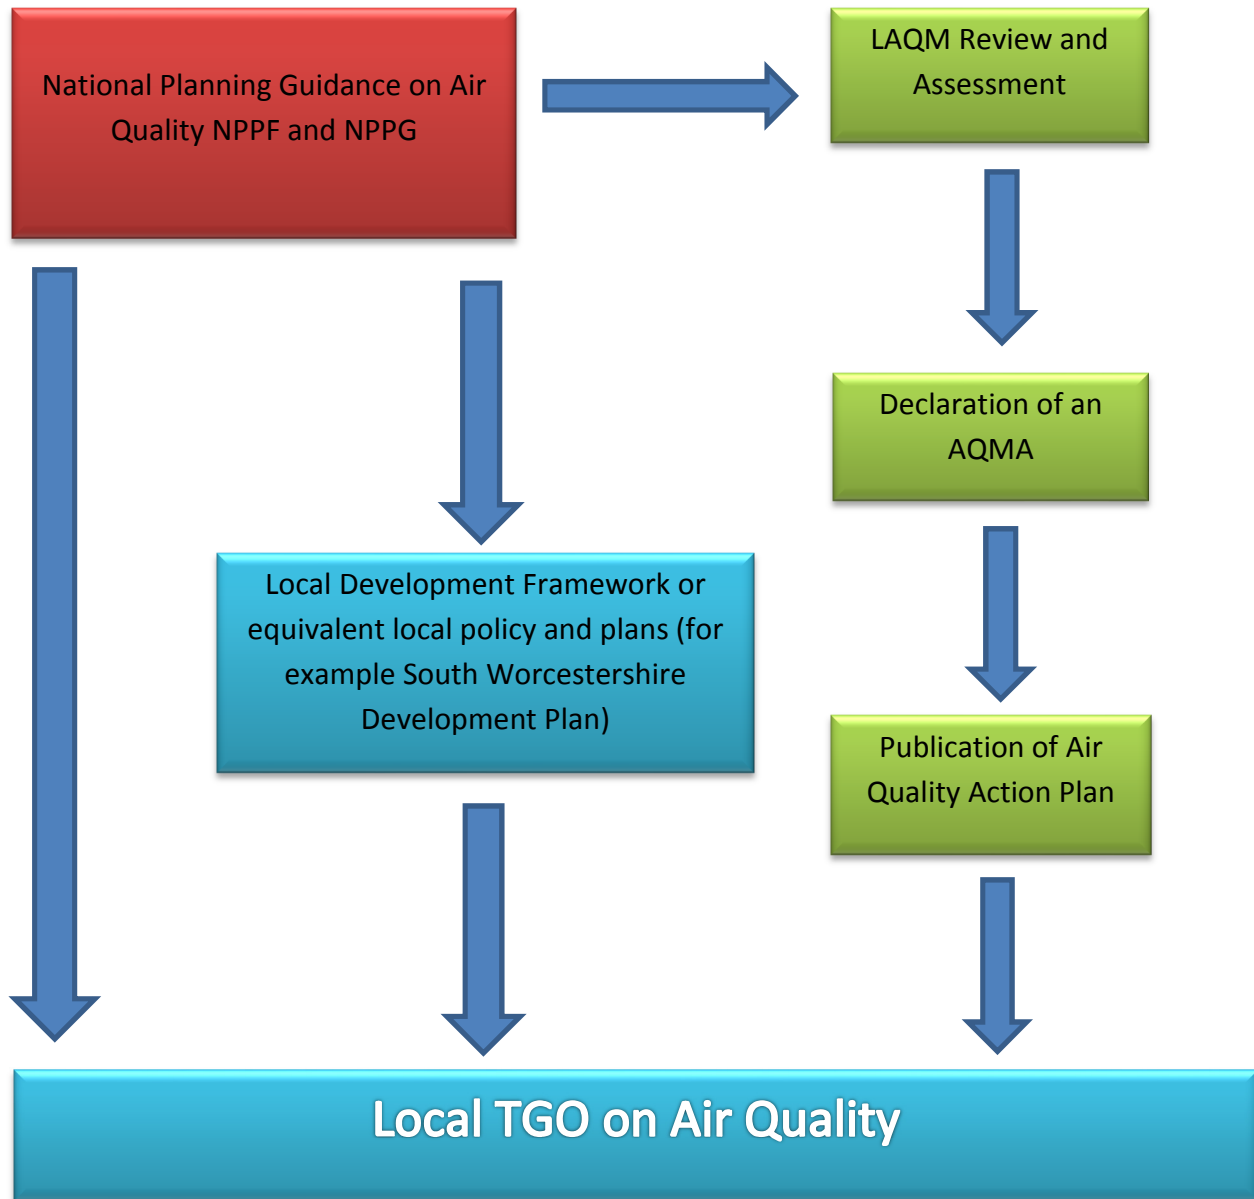 National Planning Guidance on Air
Quality NPPF and NPPG
LAQM Review and
Assessment
Declaration of an
AQMA
Local Development Framework or
equivalent local policy and plans (for
example South Worcestershire
Development Plan)
Publication of Air
Quality Action Plan
Local TGO on Air Quality